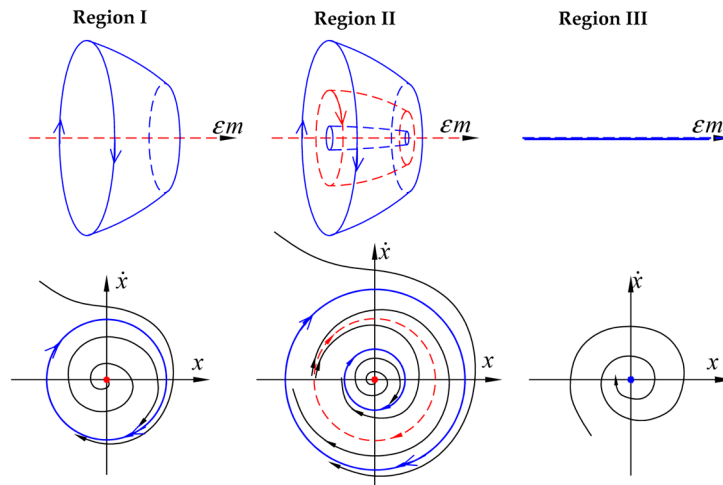 Region I
Region II
Region III
εm
εm
εm
ẋ
x
ẋ
x
ẋ
x